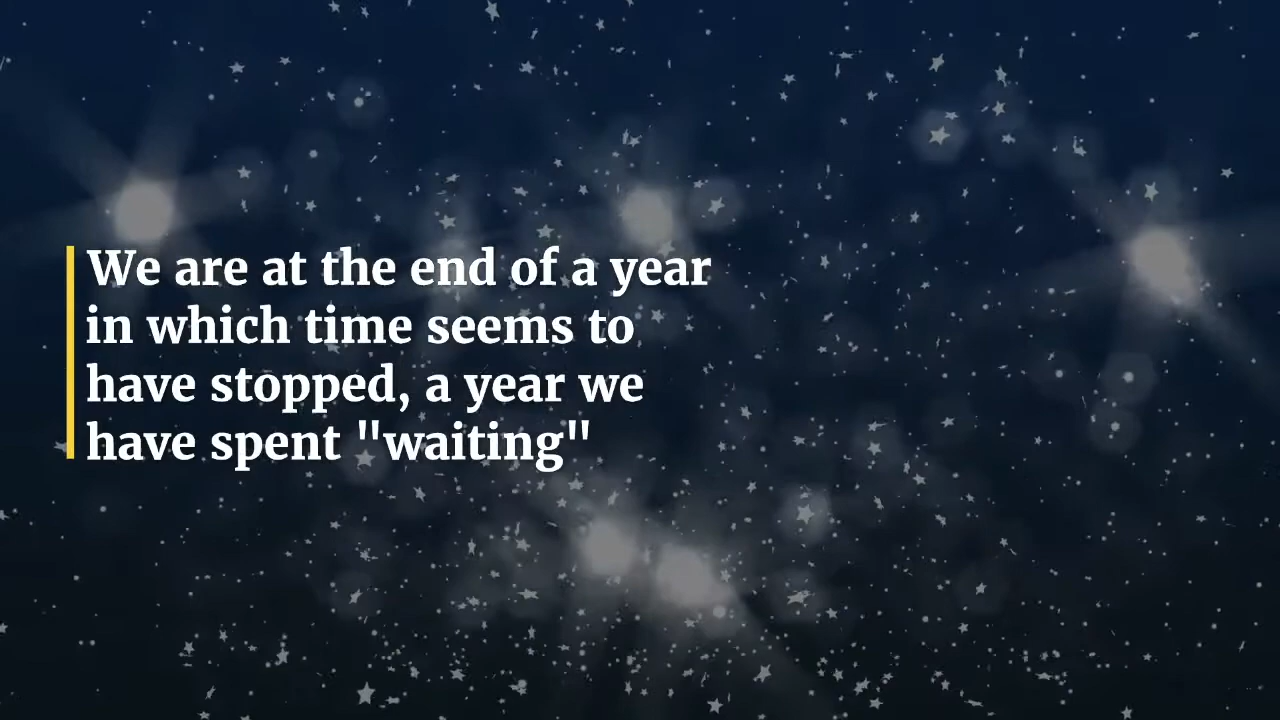 We are at the end of a year
in which time seems to
have stopped, a year we
have spent "waiting"